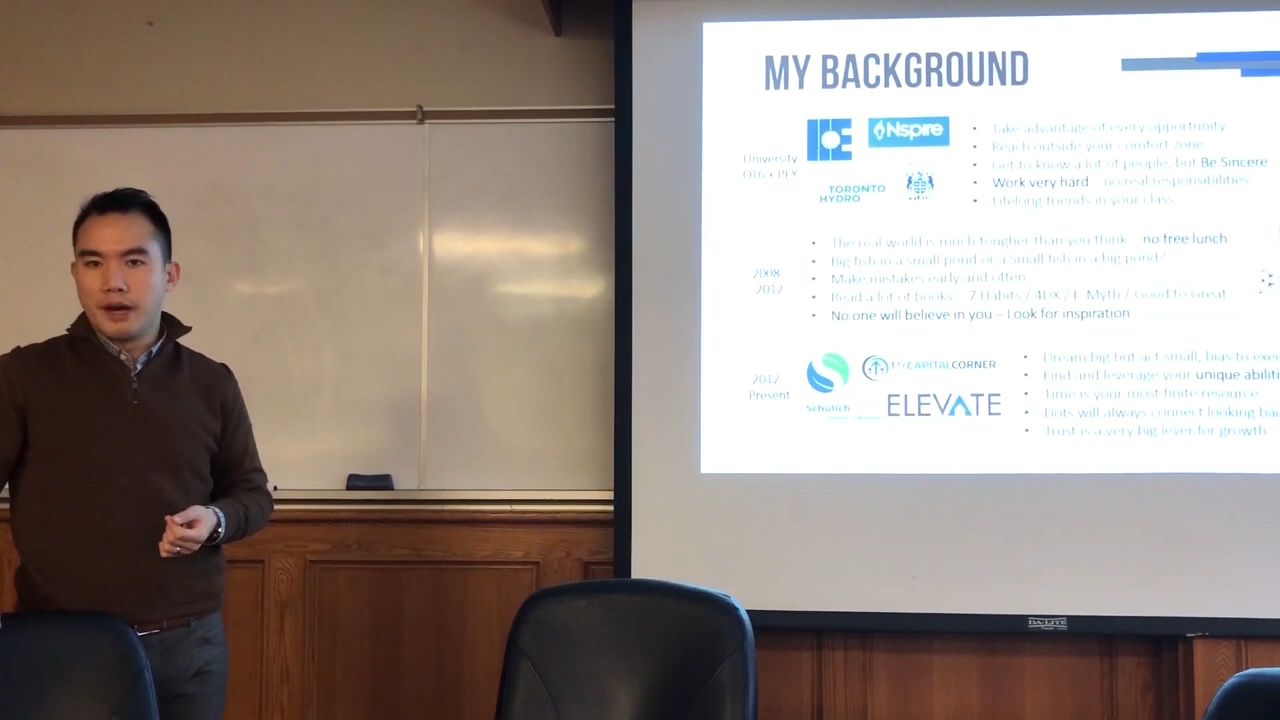 MY BACKGROUND
Nspire
University
TORONTO
HYDRO
Take advantage of every opportunity
Reach outside your comfort zone
Get to know a lot of people, but Be Sincere
Work very hard no real responsibilities
Lifelong friends in your class
2008
2012
The real world is much tougher than you think no free lunch
Big fish in a small pond or a Small fish in a big pond?
Make mistakes early and often
Read a lot of books 7 Habits / 4DX / E Myth / Good to Great
No one will believe in you – Look for inspiration
2012
Present
Schulich
MYCAPITALCORNER
ELEVATE
Dream big but act small, bias to exe
Find and leverage your unique abiliti
Time is your most finite resource
Dots will always connect looking bac
Trust is a very big lever for growth
DA-LITE